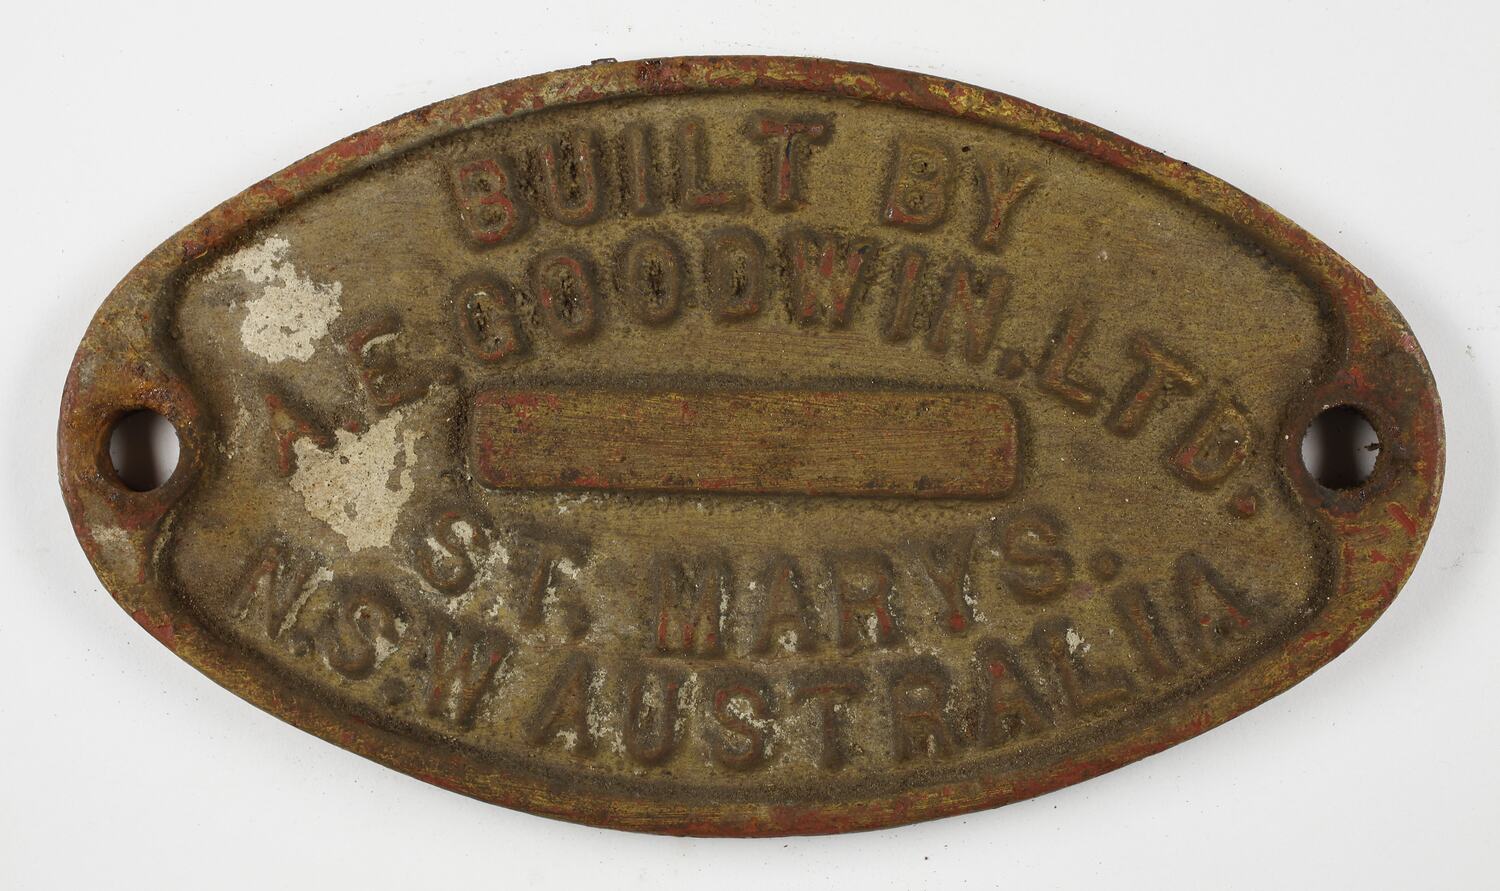 BUILT BY
A.E. GOODWIN. LTD.
ST. MARYS.
N.S.W AUSTRALIA